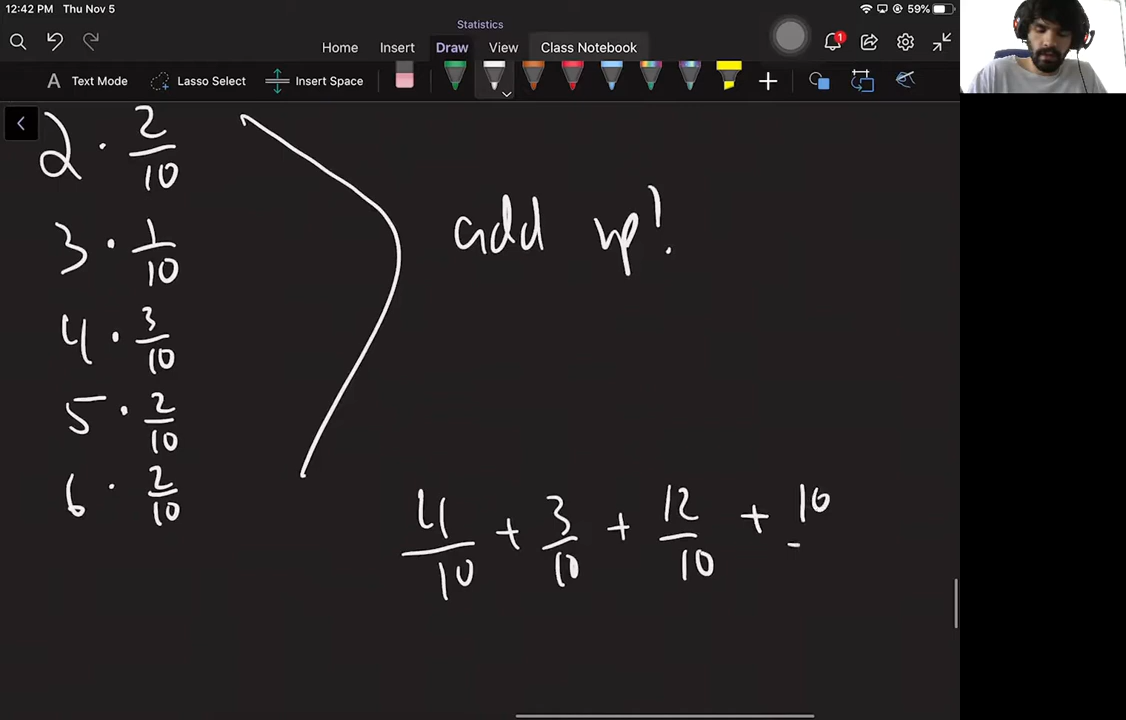 12:42 PM Thu Nov 5
59%
Statistics
Home Insert Draw View Class Notebook
1
A Text Mode Lasso Select Insert Space
2 · 2/10
3 · 1/10
4 · 3/10
5 · 2/10
6 · 2/10
add up!
4/10 + 3/10 + 12/10 + 10